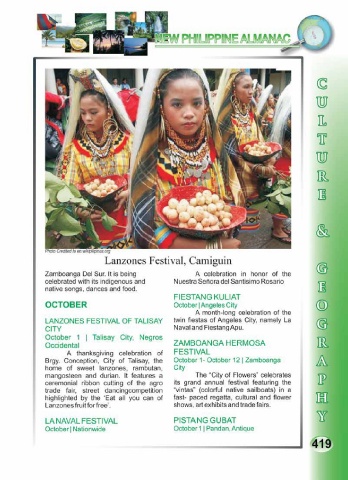 NEW PHILIPPINE ALMANAC
CULTURE & GEOGRAPHY
Lanzones Festival, Camiguin
Zamboanga Del Sur. It is being
celebrated with its indigenous and
native songs, dances and food.
OCTOBER
LANZONES FESTIVAL OF TALISAY
CITY
October 1 | Talisay City, Negros
Occidental
A thanksgiving celebration of
Brgy. Conception, City of Talisay, the
home of sweet lanzones, rambutan,
mangosteen and durian. It features a
ceremonial ribbon cutting of the agro
trade fair, street dancingcompetition
highlighted by the 'Eat all you can of
Lanzones fruit for free'.
LA NAVAL FESTIVAL
October | Nationwide
A celebration in honor of the
Nuestra Señora del Santisimo Rosario
FIESTANG KULIAT
October | Angeles City
A month-long celebration of the
twin fiestas of Angeles City, namely La
Naval and Fiestang Apu.
ZAMBOANGA HERMOSA
FESTIVAL
October 1- October 12 | Zamboanga
City
The "City of Flowers" celebrates
its grand annual festival featuring the
"vintas" (colorful native sailboats) in a
fast- paced regatta, cultural and flower
shows, art exhibits and trade fairs.
PISTANG GUBAT
October 1 | Pandan, Antique
419